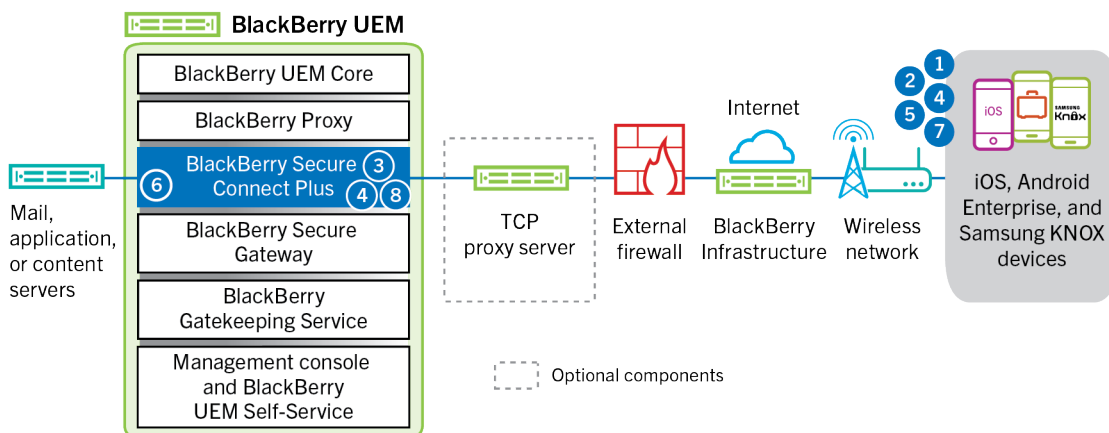 BlackBerry UEM
BlackBerry UEM Core
BlackBerry Proxy
BlackBerry Secure
Connect Plus
3
6
4
8
BlackBerry Secure
Gateway
BlackBerry
Gatekeeping Service
Management console
and BlackBerry
UEM Self-Service
Mail,
application,
or content
servers
TCP
proxy server
External
firewall
Internet
BlackBerry
Infrastructure
Wireless
network
1
2
4
5
7
iOS
SAMSUNG
Knox
iOS, Android
Enterprise, and
Samsung KNOX
devices
Optional components